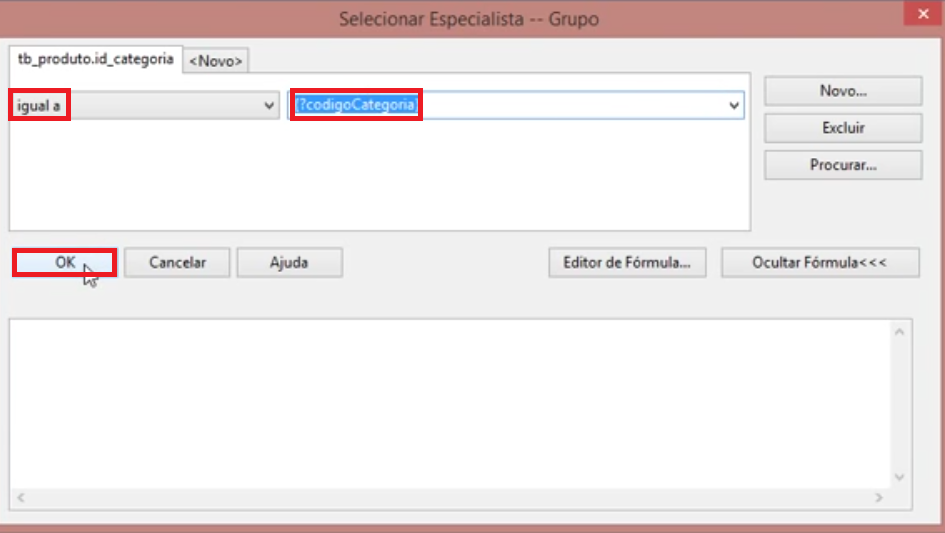 Selecionar Especialista -- Grupo
tb_produto.id_categoria <Novo>
igual a {?codigoCategoria} Novo...
Excluir
Procurar...
OK Cancelar Ajuda Editor de Fórmula... Ocultar Fórmula<<<